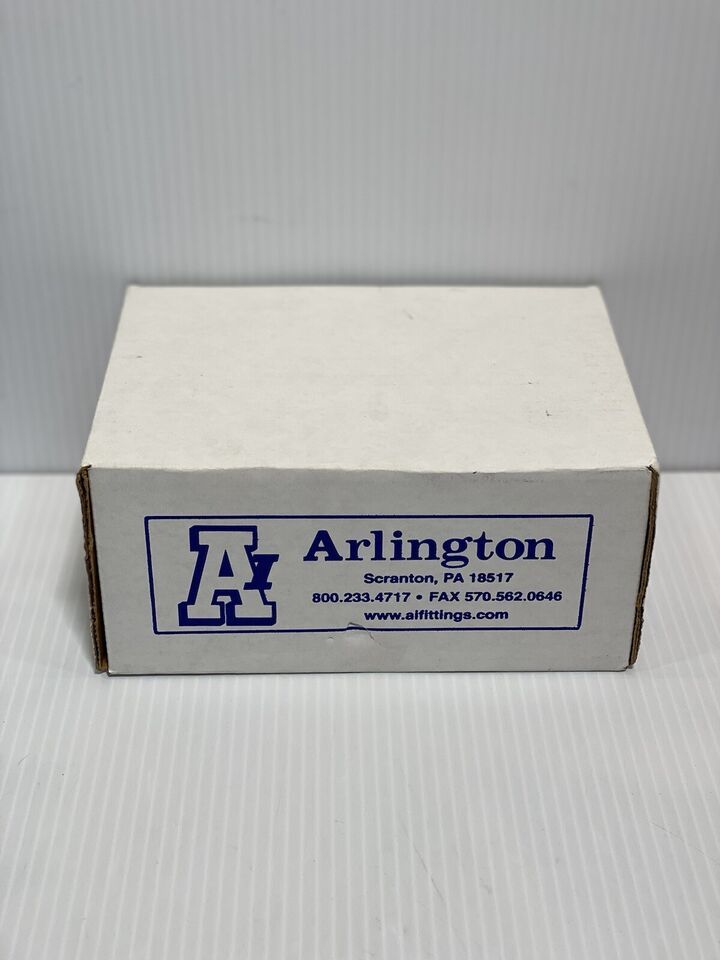 AI
Arlington
Scranton, PA 18517
800.233.4717 • FAX 570.562.0646
www.aifittings.com